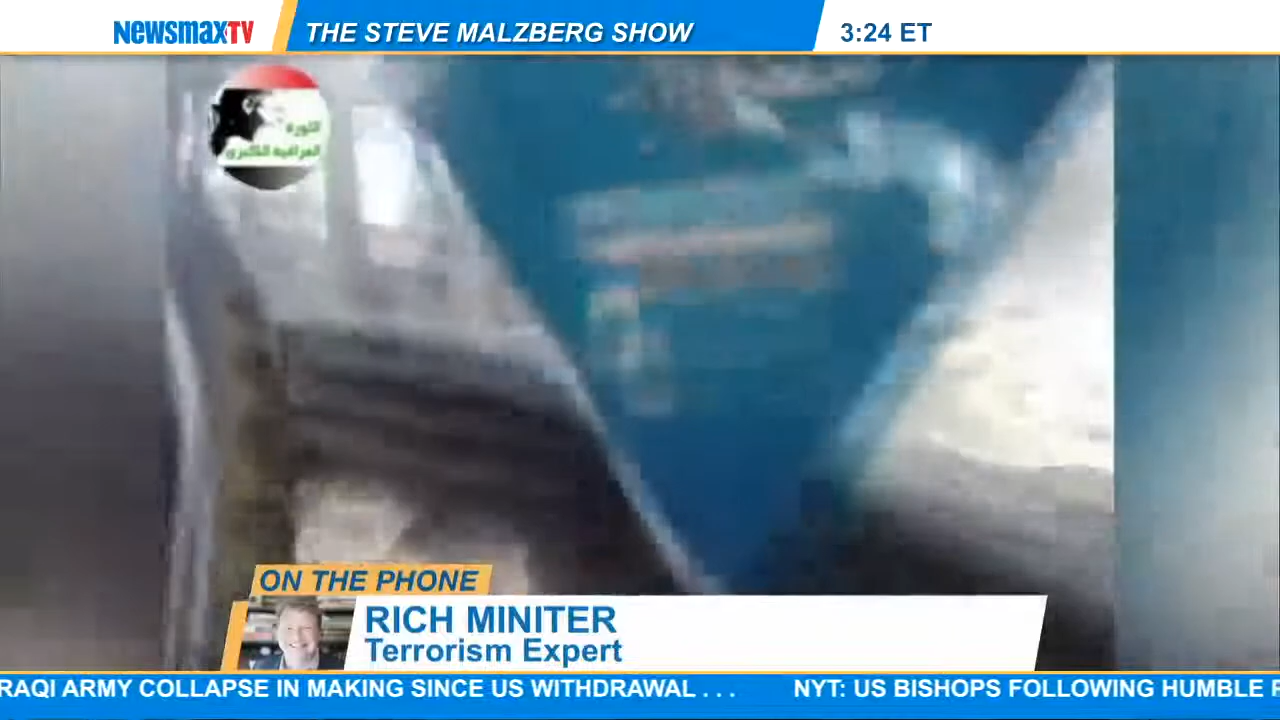 NEWSMAXTV
THE STEVE MALZBERG SHOW
3:24 ET
الثورة
العراقية الكبرى
ON THE PHONE
RICH MINITER
Terrorism Expert
RAQI ARMY COLLAPSE IN MAKING SINCE US WITHDRAWAL . . .
NYT: US BISHOPS FOLLOWING HUMBLE